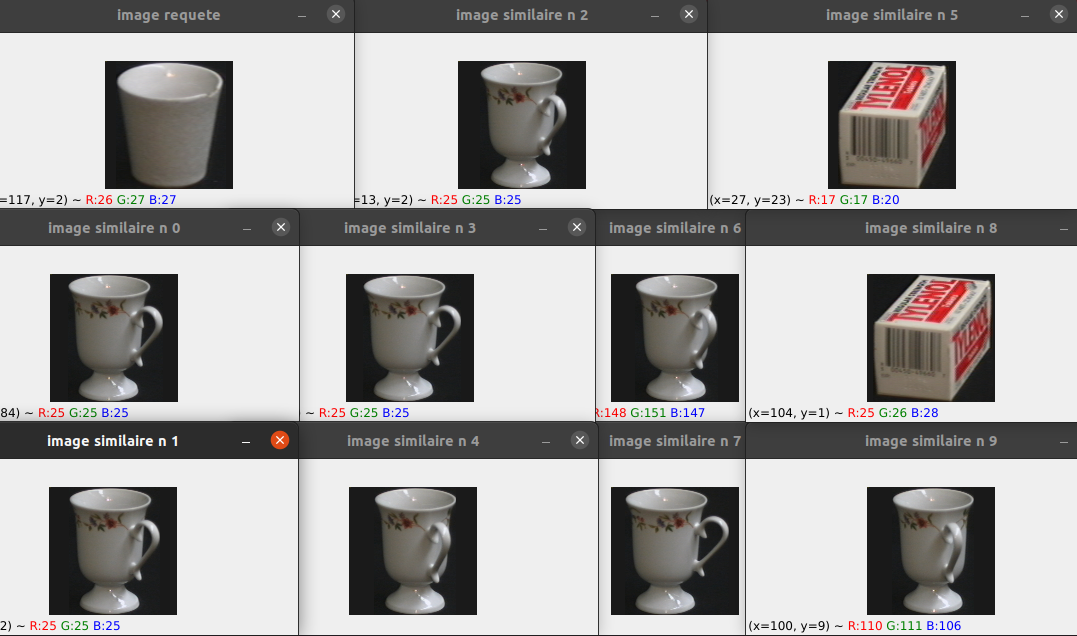 image requete
image similaire n 2
image similaire n 5
TYLENOL
=117, y=2) ~ R:26 G:27 B:27
=13, y=2) ~ R:25 G:25 B:25
(x=27, y=23) ~ R:17 G:17 B:20
image similaire n 0
image similaire n 3
image similaire n 6
image similaire n 8
TYLENOL
84) ~ R:25 G:25 B:25
~ R:25 G:25 B:25
R:148 G:151 B:147
(x=104, y=1) ~ R:25 G:26 B:28
image similaire n 1
image similaire n 4
image similaire n 7
image similaire n 9
2) ~ R:25 G:25 B:25
(x=100, y=9) ~ R:110 G:111 B:106